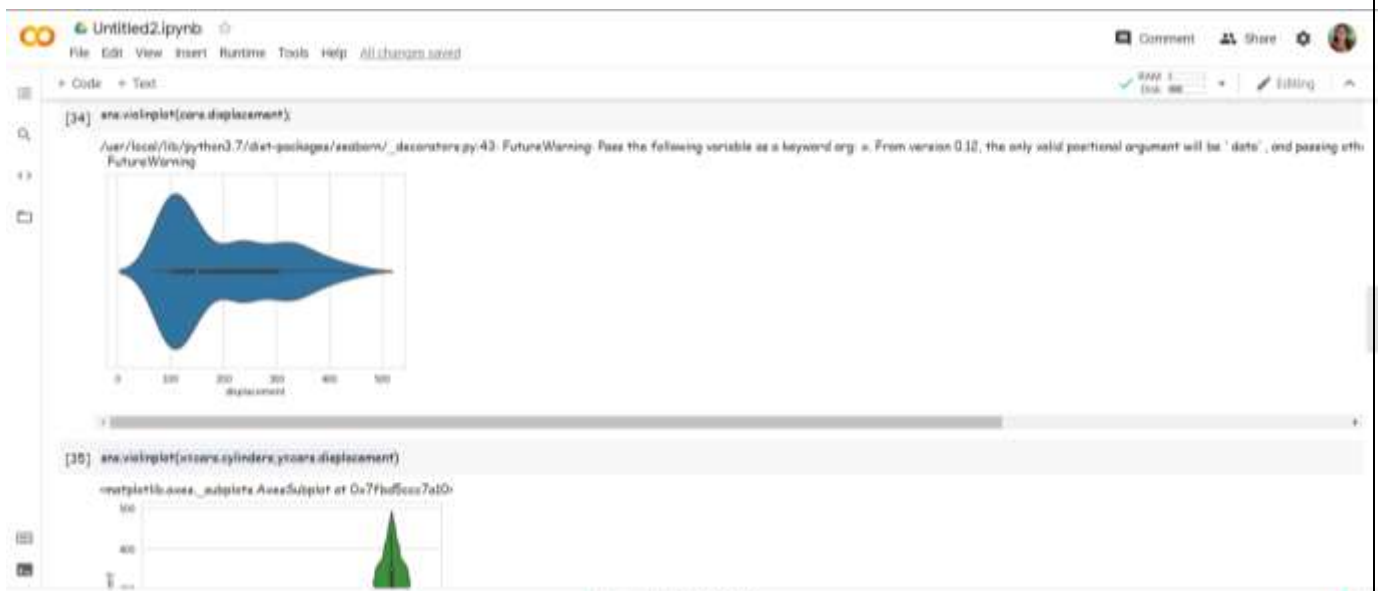 Untitled2.ipynb
Comment Share
File Edit View Insert Runtime Tools Help All changes saved
+ Code + Text
RAM
Disk
Editing
[34] sns.violinplot(cars.displacement);
/usr/local/lib/python3.7/dist-packages/seaborn/_decorators.py:43: FutureWarning: Pass the following variable as a keyword arg: x. From version 0.12, the only valid positional argument will be `data`, and passing oth
FutureWarning
0 100 200 300 400 500
displacement
[35] sns.violinplot(x=cars.cylinders,y=cars.displacement)
<matplotlib.axes._subplots.AxesSubplot at
500
400